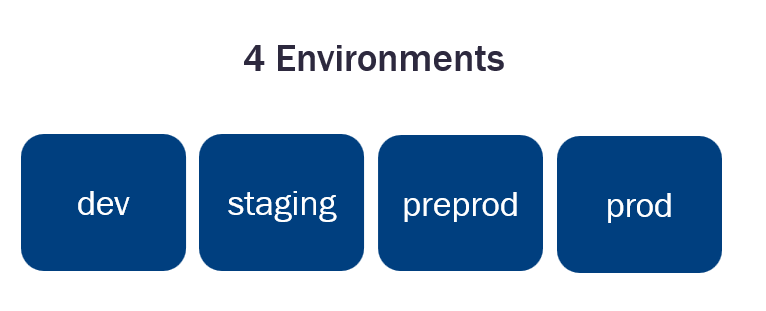 4 Environments
dev
staging
preprod
prod